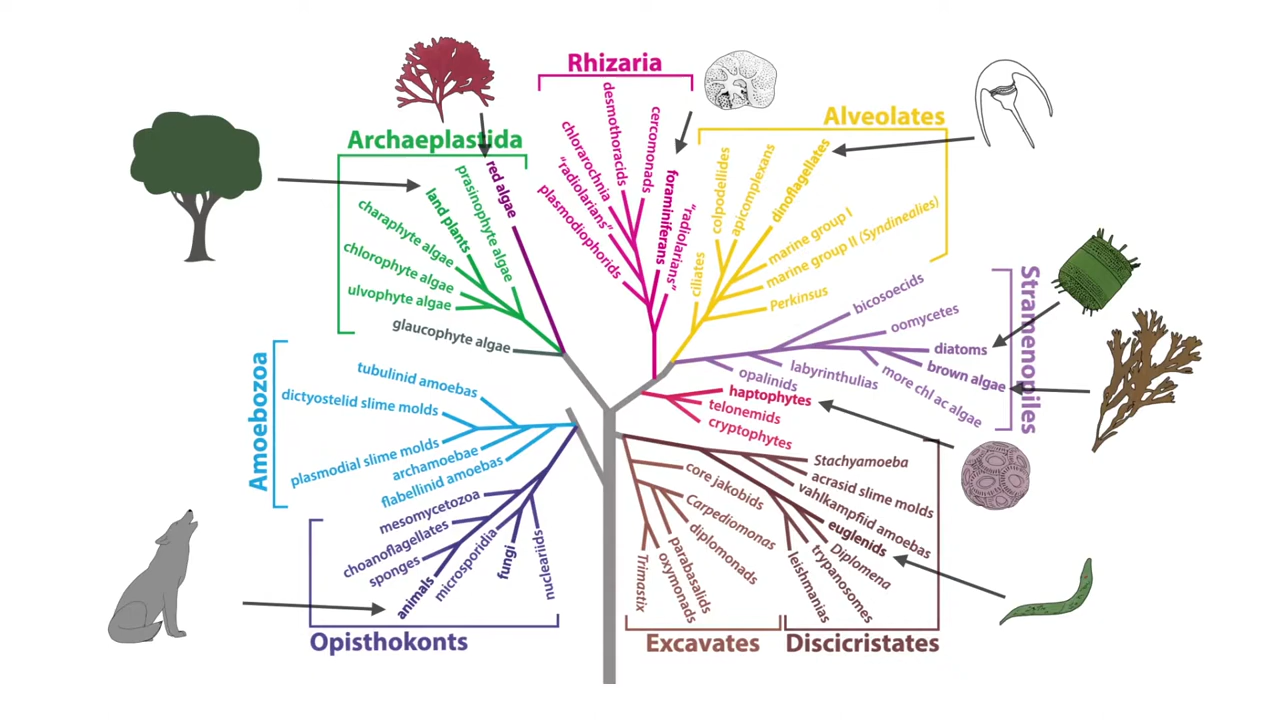 Rhizaria
desmothoracids
cercomonads
chlorarachnia
"radiolarians"
plasmodiophorids
foraminiferans
"radiolarians"
Alveolates
colpodellides
apicomplexans
dinoflagellates
ciliates
marine group I
marine group II (Syndinealies)
Perkinsus
Archaeplastida
red algae
prasinophyte algae
land plants
charaphyte algae
chlorophyte algae
ulvophyte algae
glaucophyte algae
Stramenopiles
bicosoecids
oomycetes
diatoms
brown algae
more chl ac algae
labyrinthulias
opalinids
haptophytes
telonemids
cryptophytes
Amoebozoa
tubulinid amoebas
dictyostelid slime molds
plasmodial slime molds
archamoebae
flabellinid amoebas
mesomycetozoa
choanoflagellates
sponges
animals
microsporidia
fungi
nucleariids
Opisthokonts
core jakobids
Carpediomonas
diplomonads
parabasalids
oxymonads
Trimastix
Excavates
Stachyamoeba
acrasid slime molds
vahlkampfiid amoebas
euglenids
Diplomena
trypanosomes
leishmanias
Discicristates